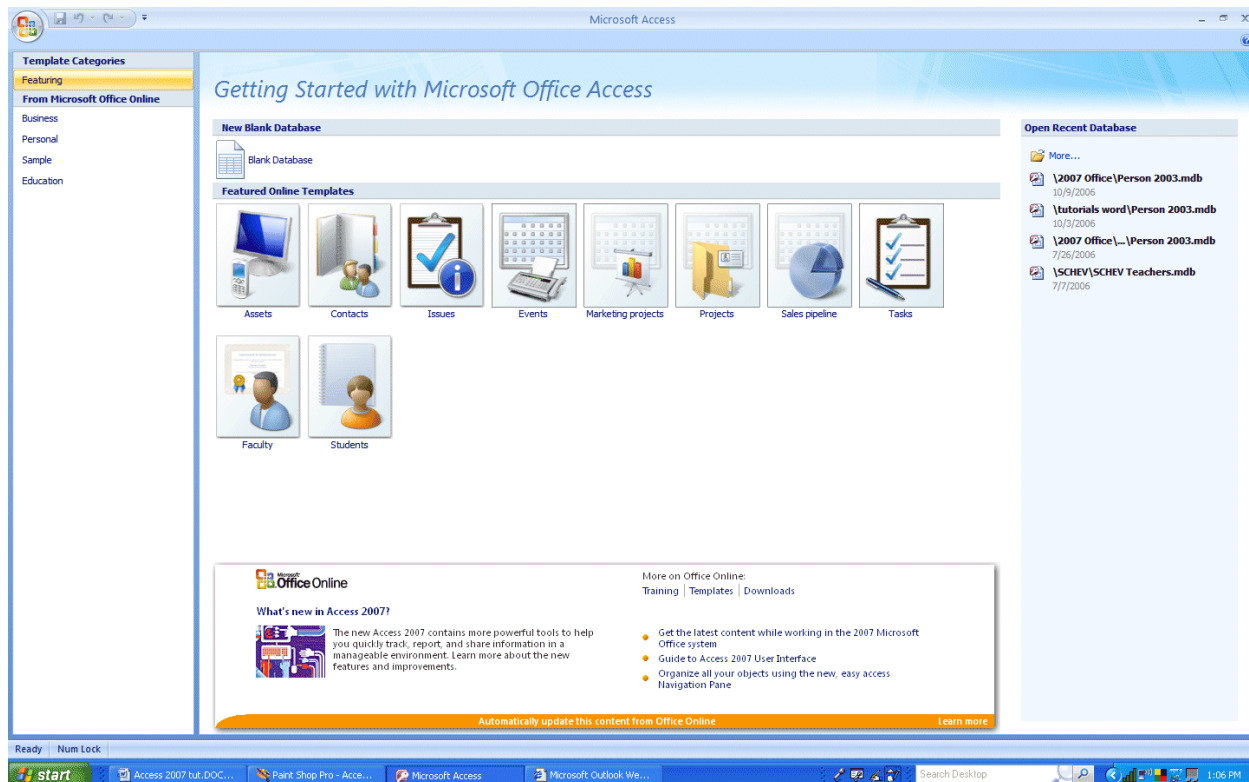 Microsoft Access
Template Categories
Featuring
From Microsoft Office Online
Business
Personal
Sample
Education
Getting Started with Microsoft Office Access
New Blank Database
Blank Database
Featured Online Templates
Assets
Contacts
Issues
Events
Marketing projects
Projects
Sales pipeline
Tasks
Faculty
Students
Open Recent Database
More...
\2007 Office\Person 2003.mdb
10/9/2006
\tutorials word\Person 2003.mdb
10/3/2006
\2007 Office\...\Person 2003.mdb
7/26/2006
\SCHEV\SCHEV Teachers.mdb
7/7/2006
Microsoft
Office Online
What's new in Access 2007?
The new Access 2007 contains more powerful tools to help
you quickly track, report, and share information in a
manageable environment. Learn more about the new
features and improvements.
More on Office Online:
Training | Templates | Downloads
Get the latest content while working in the 2007 Microsoft
Office system
Guide to Access 2007 User Interface
Organize all your objects using the new, easy access
Navigation Pane
Automatically update this content from Office Online
Learn more
Ready Num Lock
start
Access 2007 tut.DOC...
Paint Shop Pro - Acce...
Microsoft Access
Microsoft Outlook We...
Search Desktop
1:06 PM